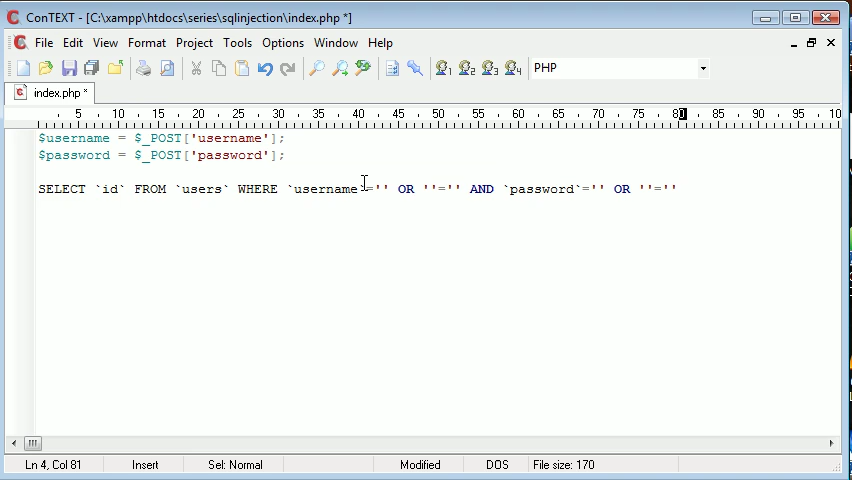 ConTEXT - [C:\xampp\htdocs\series\sqlinjection\index.php *]
File Edit View Format Project Tools Options Window Help
PHP
index.php *
5 10 15 20 25 30 35 40 45 50 55 60 65 70 75 80 85 90 95 10
$username = $_POST['username'];
$password = $_POST['password'];
SELECT `id` FROM `users` WHERE `username`='' OR ''='' AND `password`='' OR ''=''
Ln 4, Col 81 Insert Sel: Normal Modified DOS File size: 170